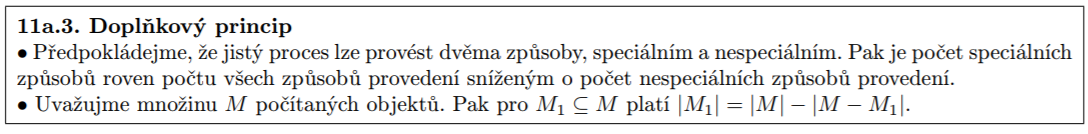 11a.3. Doplňkový princip
• Předpokládejme, že jistý proces lze provést dvěma způsoby, speciálním a nespeciálním. Pak je počet speciálních
způsobů roven počtu všech způsobů provedení sníženým o počet nespeciálních způsobů provedení.
• Uvažujme množinu M počítaných objektů. Pak pro M₁ ⊆ M platí |M₁| = |M| − |M − M₁|.